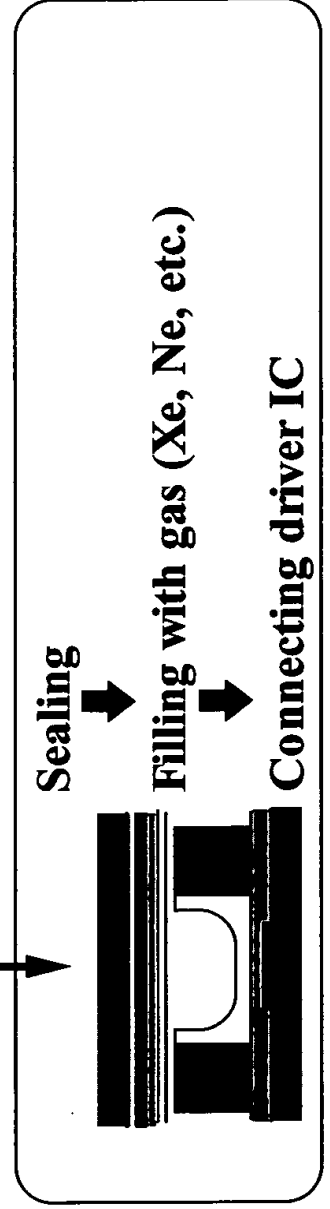 Sealing
Filling with gas (Xe, Ne, etc.)
Connecting driver IC